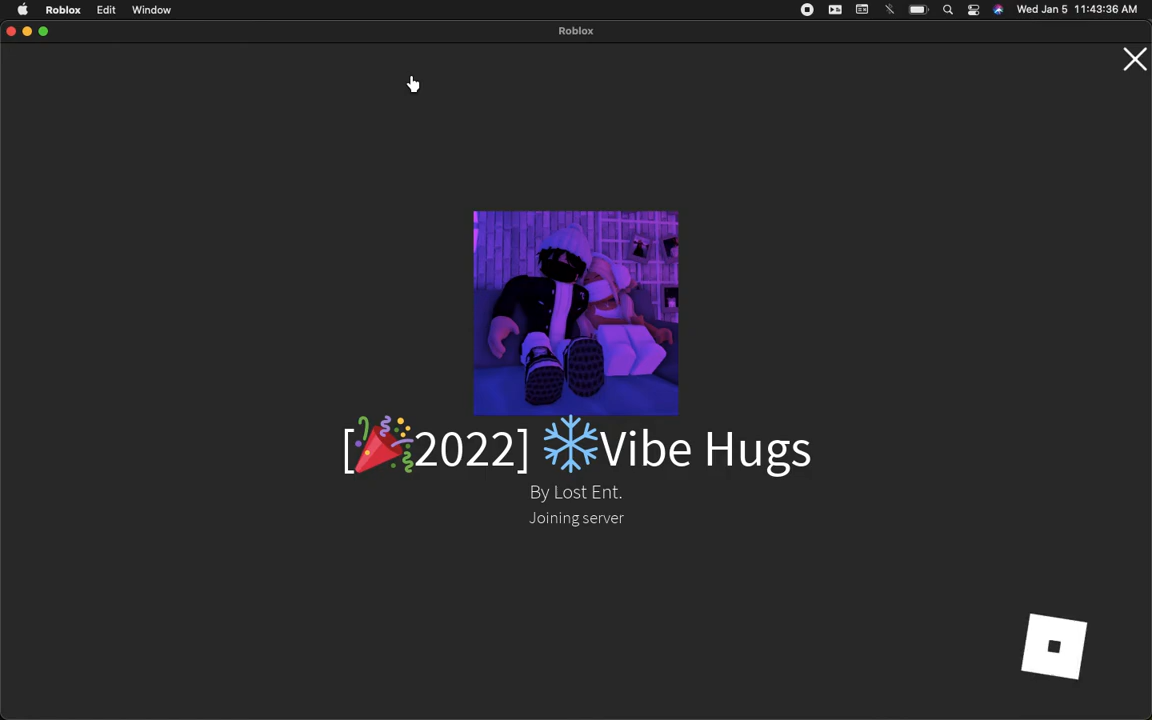 Roblox Edit Window Wed Jan 5 11:43:36 AM
Roblox
[🎉2022] ❄️Vibe Hugs
By Lost Ent.
Joining server